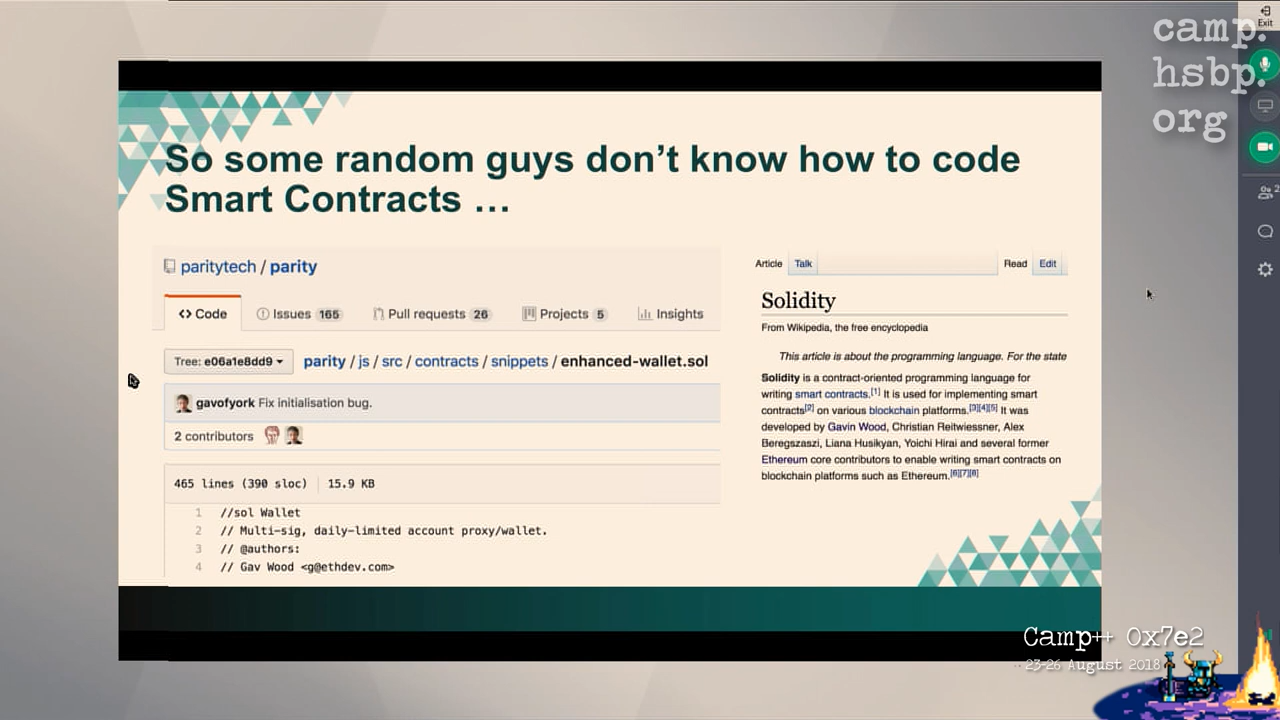 Exit
camp.
hsbp.
org
So some random guys don't know how to code
Smart Contracts ...
paritytech / parity
<> Code
Issues 165
Pull requests 26
Projects 5
Insights
Tree: e06a1e8dd9
parity / js / src / contracts / snippets / enhanced-wallet.sol
gavofyork Fix initialisation bug.
2 contributors
465 lines (390 sloc) 15.9 KB
1 //sol Wallet
2 // Multi-sig, daily-limited account proxy/wallet.
3 // @authors:
4 // Gav Wood <g@ethdev.com>
Article Talk Read Edit
Solidity
From Wikipedia, the free encyclopedia
This article is about the programming language. For the state
Solidity is a contract-oriented programming language for
writing smart contracts.[1] It is used for implementing smart
contracts[2] on various blockchain platforms.[3][4][5] It was
developed by Gavin Wood, Christian Reitwiessner, Alex
Beregszaszi, Liana Husikyan, Yoichi Hirai and several former
Ethereum core contributors to enable writing smart contracts on
blockchain platforms such as Ethereum.[6][7][8]
2
Camp++ 0x7e2
23-26 August 2018